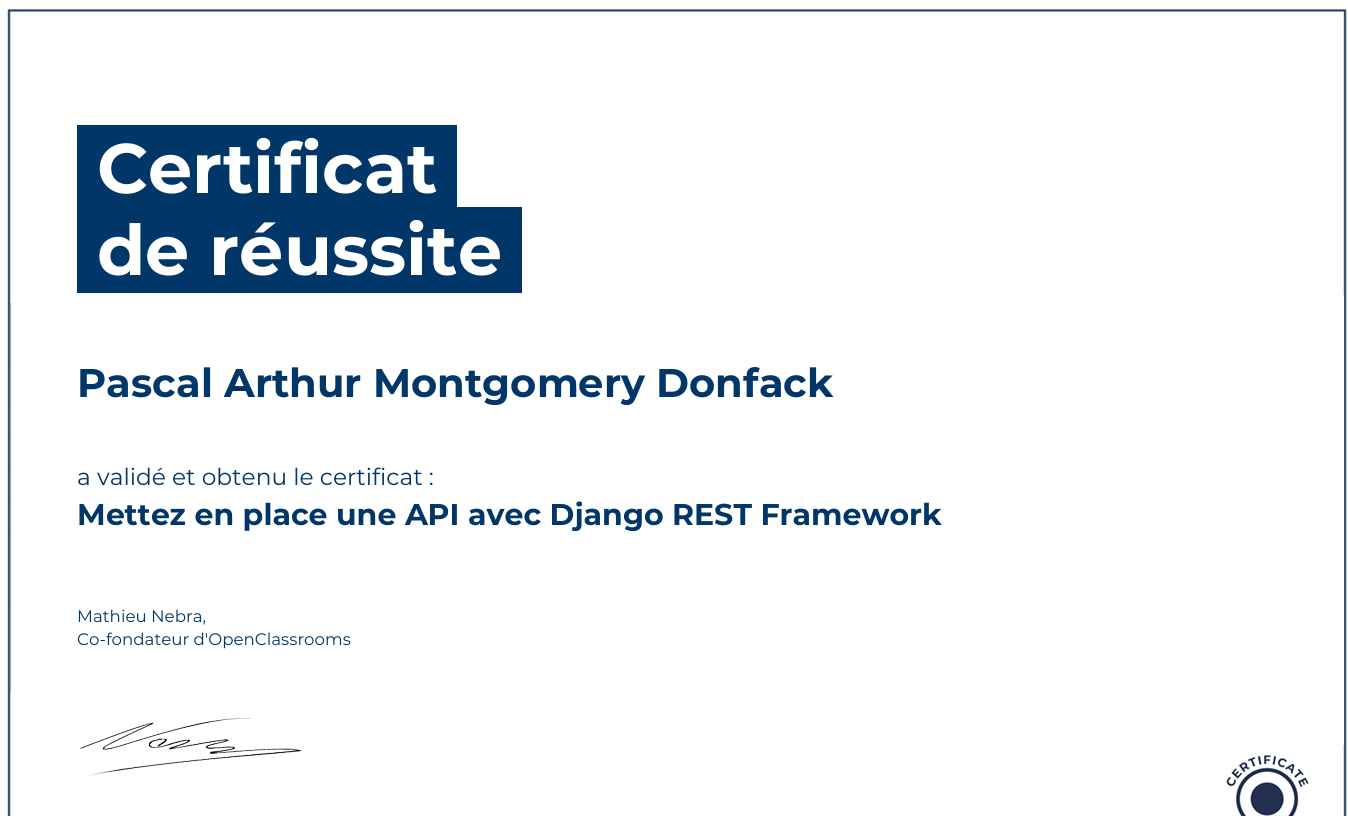 Certificat
de réussite
Pascal Arthur Montgomery Donfack
a validé et obtenu le certificat :
Mettez en place une API avec Django REST Framework
Mathieu Nebra,
Co-fondateur d'OpenClassrooms
CERTIFICATE